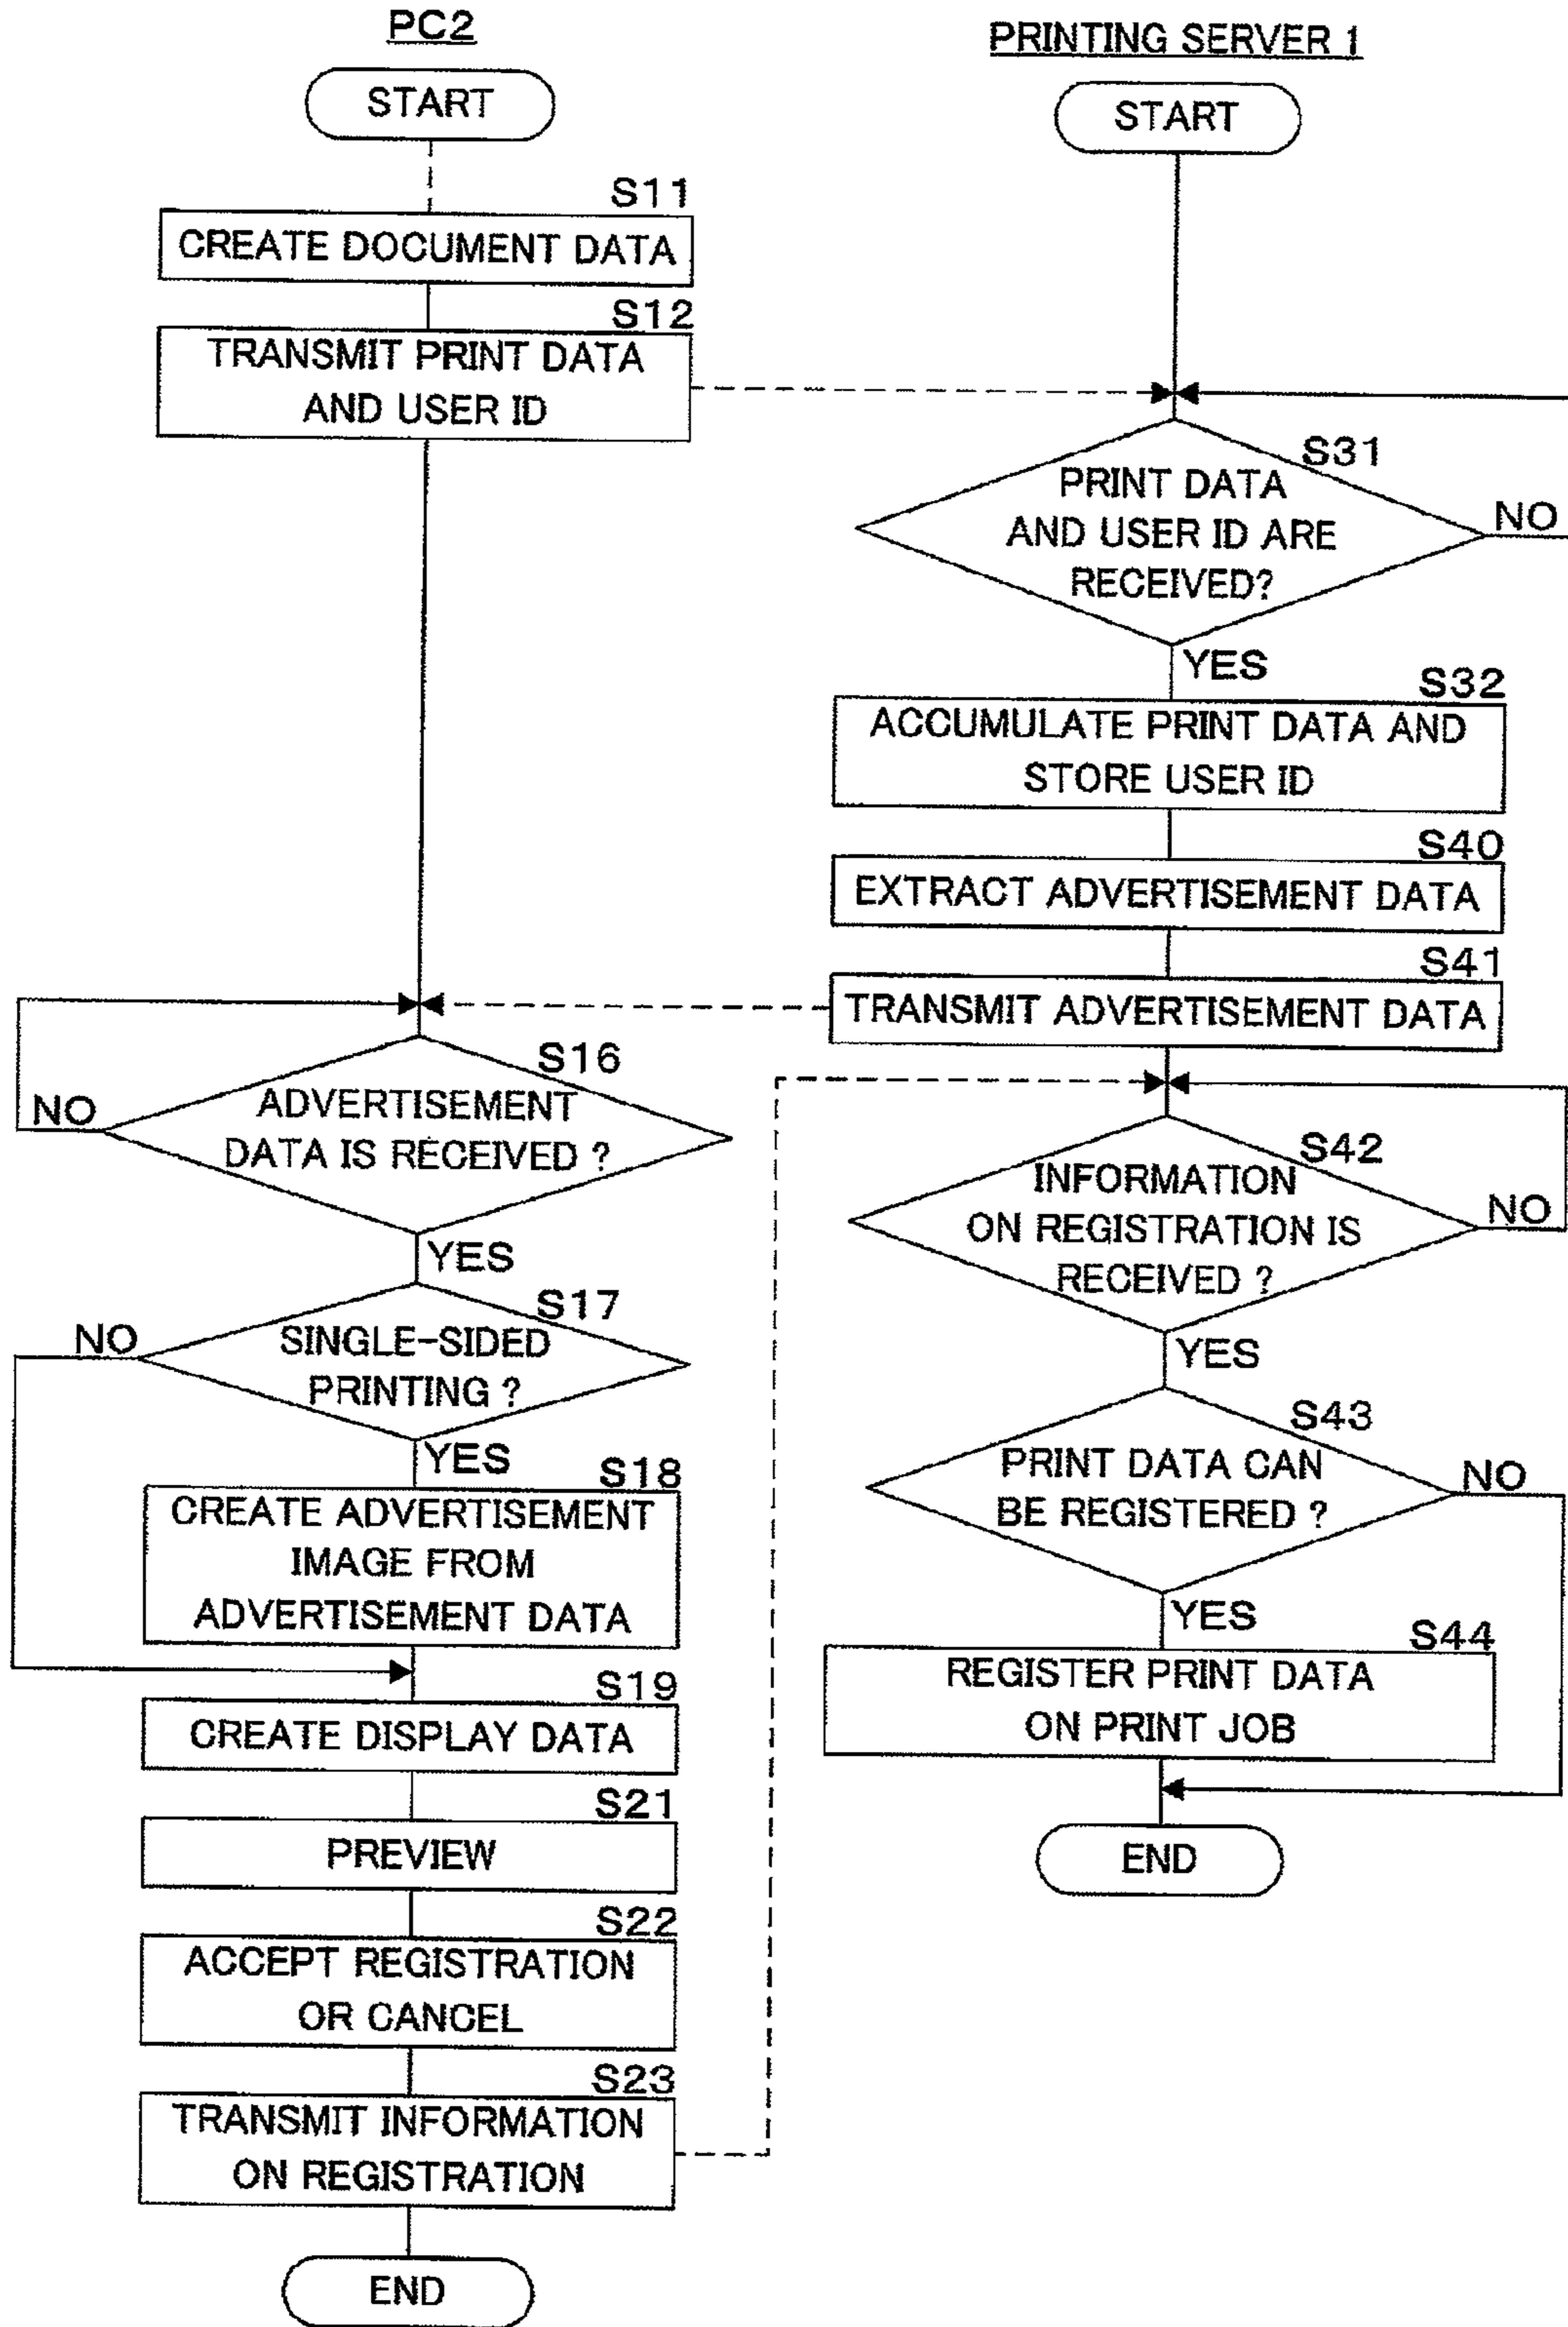 PC2
START
S11
CREATE DOCUMENT DATA
S12
TRANSMIT PRINT DATA
AND USER ID
S16
ADVERTISEMENT
DATA IS RECEIVED ?
NO
YES
S17
SINGLE-SIDED
PRINTING ?
NO
YES
S18
CREATE ADVERTISEMENT
IMAGE FROM
ADVERTISEMENT DATA
S19
CREATE DISPLAY DATA
S21
PREVIEW
S22
ACCEPT REGISTRATION
OR CANCEL
S23
TRANSMIT INFORMATION
ON REGISTRATION
END
PRINTING SERVER 1
START
S31
PRINT DATA
AND USER ID ARE
RECEIVED?
NO
YES
S32
ACCUMULATE PRINT DATA AND
STORE USER ID
S40
EXTRACT ADVERTISEMENT DATA
S41
TRANSMIT ADVERTISEMENT DATA
S42
INFORMATION
ON REGISTRATION IS
RECEIVED ?
NO
YES
S43
PRINT DATA CAN
BE REGISTERED ?
NO
YES
S44
REGISTER PRINT DATA
ON PRINT JOB
END